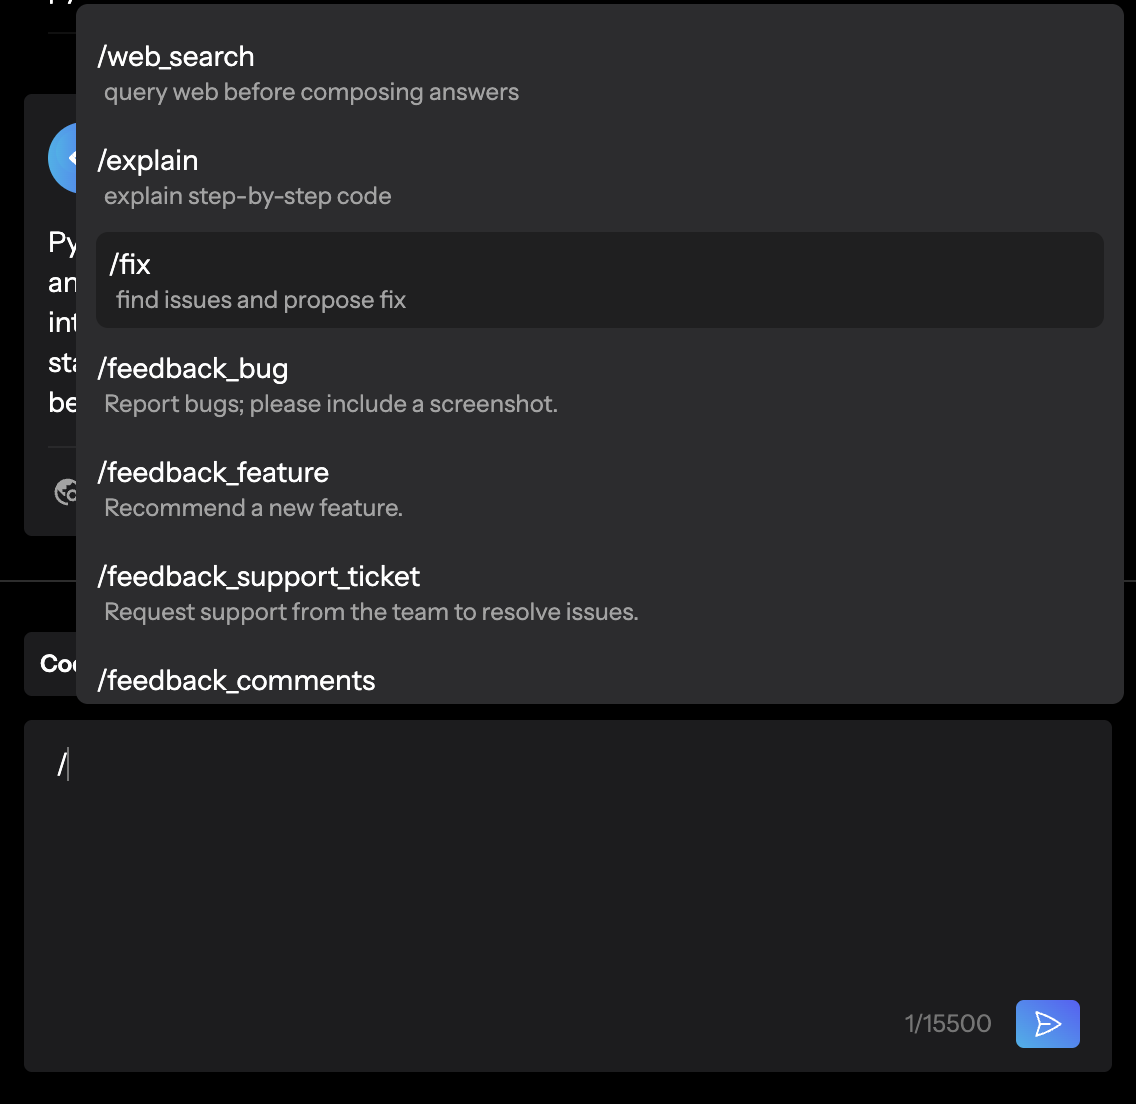 /web_search
query web before composing answers
/explain
explain step-by-step code
Py
/fix
an
find issues and propose fix
int
sta
/feedback_bug
be
Report bugs; please include a screenshot.
/feedback_feature
Recommend a new feature.
/feedback_support_ticket
Request support from the team to resolve issues.
/feedback_comments
/
1/15500